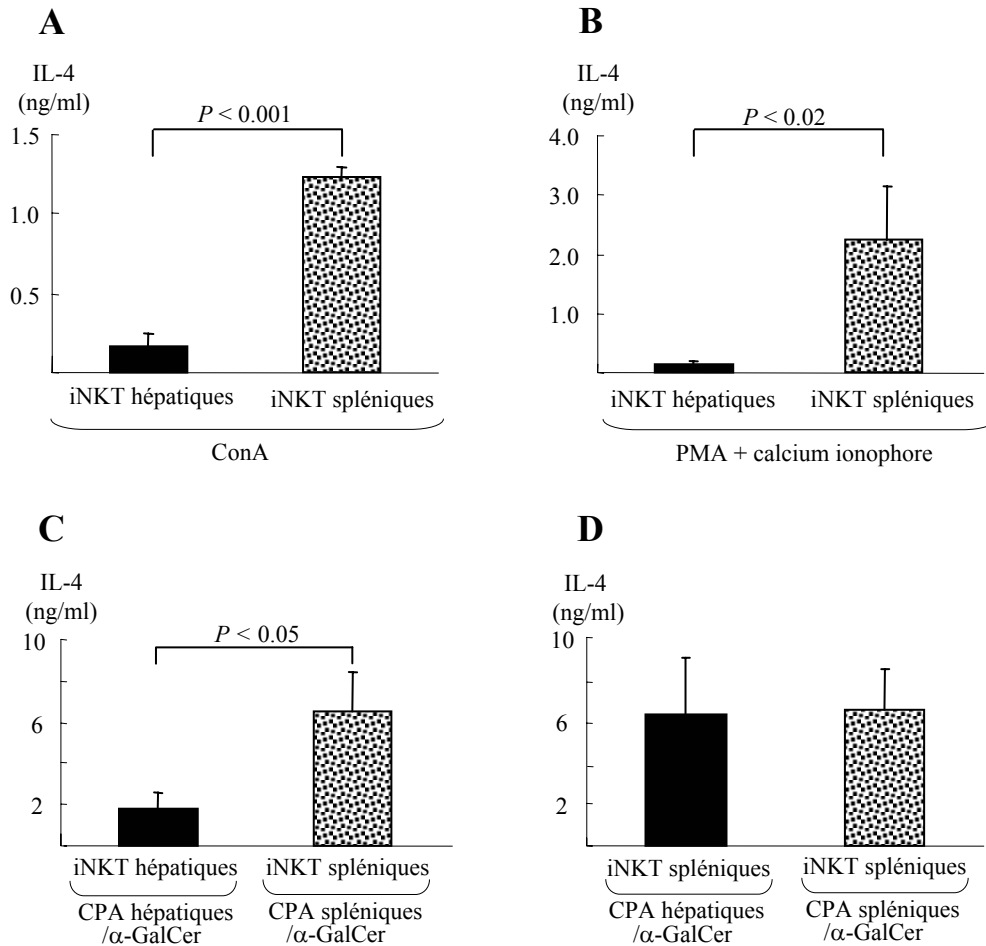 A
IL-4
(ng/ml)
P < 0.001
1.5
1.0
0.5
iNKT hépatiques
iNKT spléniques
ConA
B
IL-4
(ng/ml)
P < 0.02
4.0
3.0
2.0
1.0
iNKT hépatiques
iNKT spléniques
PMA + calcium ionophore
C
IL-4
(ng/ml)
P < 0.05
10
6
2
iNKT hépatiques
iNKT spléniques
CPA hépatiques
/α-GalCer
CPA spléniques
/α-GalCer
D
IL-4
(ng/ml)
10
6
2
iNKT spléniques
iNKT spléniques
CPA hépatiques
/α-GalCer
CPA spléniques
/α-GalCer